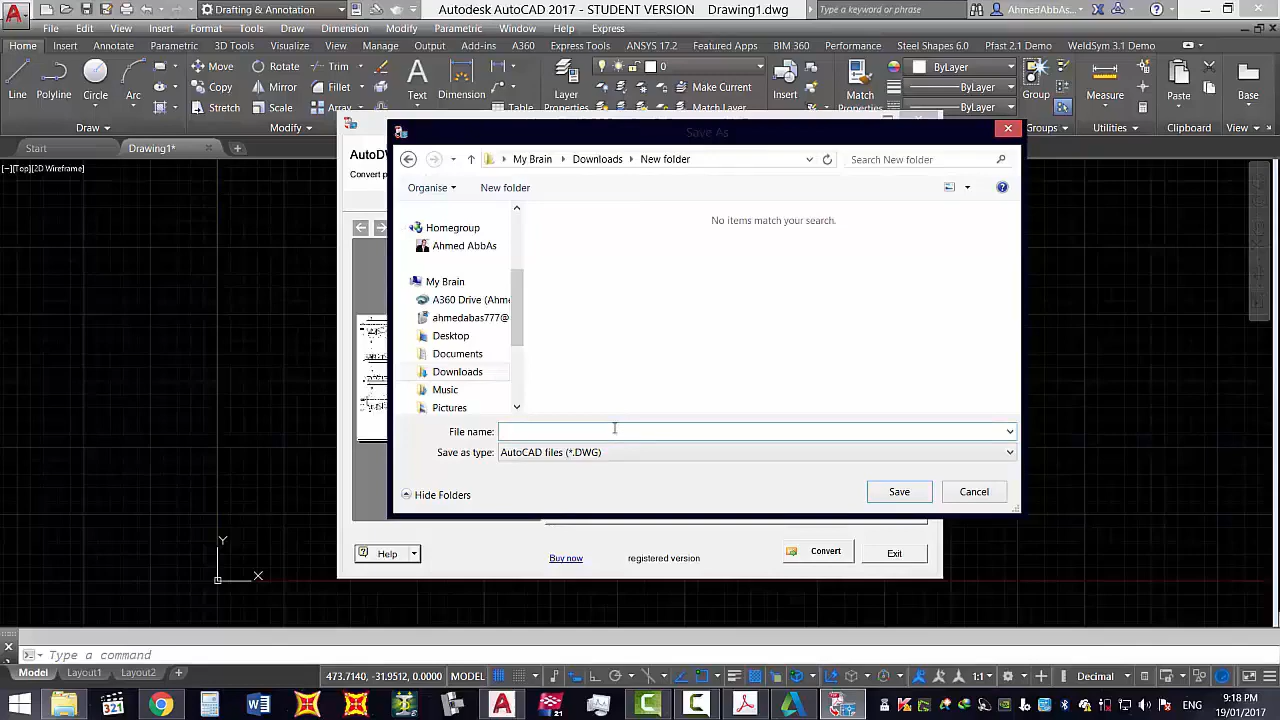 Drafting & Annotation
Autodesk AutoCAD 2017 - STUDENT VERSION Drawing1.dwg
Type a keyword or phrase
AhmedAbbAs...
File Edit View Insert Format Tools Draw Dimension Modify Parametric Window Help Express
Home Insert Annotate Parametric 3D Tools Visualize View Manage Output Add-ins A360 Express Tools ANSYS 17.2 Featured Apps BIM 360 Performance Steel Shapes 6.0 Pfast 2.1 Demo WeldSym 3.1 Demo
Move Rotate Trim 0 ByLayer
Line Polyline Circle Arc Copy Mirror Fillet Text Dimension Layer Properties Make Current Insert Match Properties ByLayer Group Measure Paste Base
Stretch Scale Array Table Match Layer ByLayer
Draw Modify Groups Utilities Clipboard View
Start Drawing1*
[−][Top][2D Wireframe]
AutoDW
Convert p
Save As
My Brain Downloads New folder
Search New folder
Organise New folder
No items match your search.
Homegroup
Ahmed AbbAs
My Brain
A360 Drive (Ahme
ahmedabas777@
Desktop
Documents
Downloads
Music
Pictures
File name:
Save as type: AutoCAD files (*.DWG)
Hide Folders
Save Cancel
Help
Buy now
registered version
Convert
Exit
Y
X
Type a command
Model Layout1 Layout2
473.7140, -31.9512, 0.0000 MODEL
1:1
Decimal
321
21
ENG
9:18 PM
19/01/2017